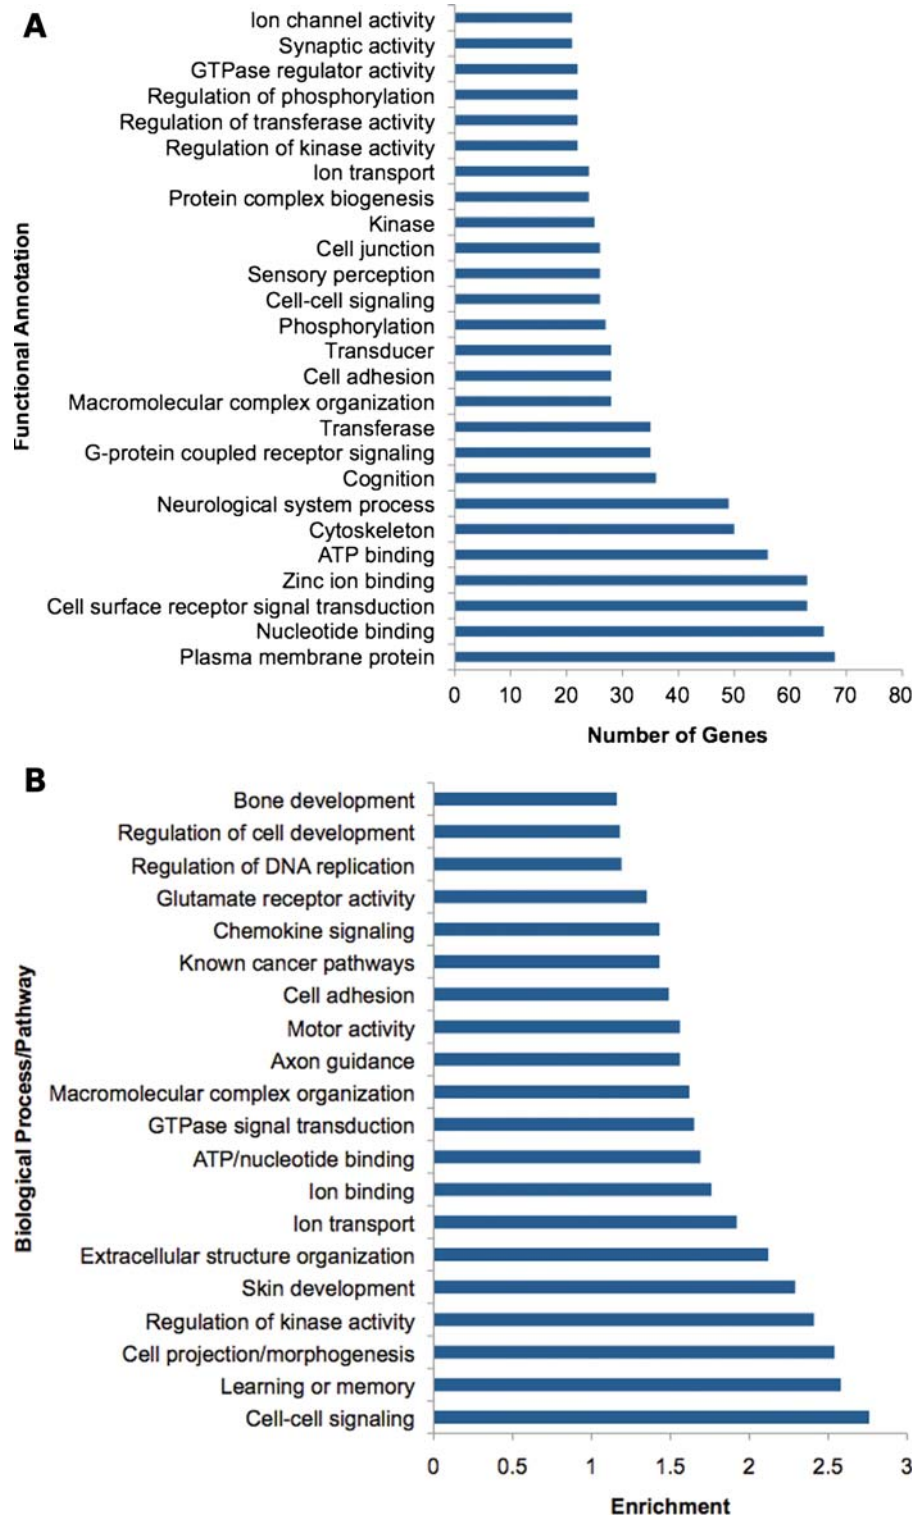 A
Functional Annotation
Ion channel activity
Synaptic activity
GTPase regulator activity
Regulation of phosphorylation
Regulation of transferase activity
Regulation of kinase activity
Ion transport
Protein complex biogenesis
Kinase
Cell junction
Sensory perception
Cell-cell signaling
Phosphorylation
Transducer
Cell adhesion
Macromolecular complex organization
Transferase
G-protein coupled receptor signaling
Cognition
Neurological system process
Cytoskeleton
ATP binding
Zinc ion binding
Cell surface receptor signal transduction
Nucleotide binding
Plasma membrane protein
0 10 20 30 40 50 60 70 80
Number of Genes
B
Biological Process/Pathway
Bone development
Regulation of cell development
Regulation of DNA replication
Glutamate receptor activity
Chemokine signaling
Known cancer pathways
Cell adhesion
Motor activity
Axon guidance
Macromolecular complex organization
GTPase signal transduction
ATP/nucleotide binding
Ion binding
Ion transport
Extracellular structure organization
Skin development
Regulation of kinase activity
Cell projection/morphogenesis
Learning or memory
Cell-cell signaling
0 0.5 1 1.5 2 2.5 3
Enrichment